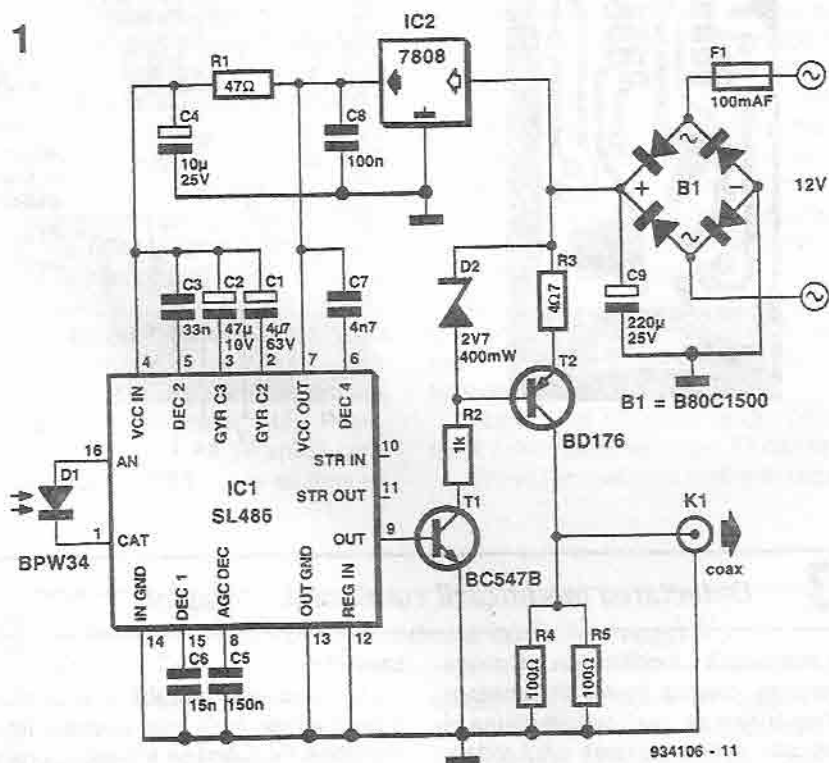 1
IC2
7808
R1
47Ω
C4
10μ
25V
C8
100n
F1
100mAF
B1
12V
C9
220μ
25V
B1 = B80C1500
D2
2V7
400mW
R3
4Ω7
T2
BD176
R2
1k
T1
BC547B
C3
33n
C2
47μ
10V
C1
4μ7
63V
C7
4n7
4
5
3
2
7
6
VCC IN
DEC 2
GYR C3
GYR C2
VCC OUT
DEC 4
16
AN
STR IN
10
D1
IC1
SL486
STR OUT
11
1
CAT
OUT
9
BPW34
IN GND
DEC 1
AGC DEC
OUT GND
REG IN
14
15
8
13
12
C6
15n
C5
150n
K1
coax
R4
100Ω
R5
100Ω
934106 - 11